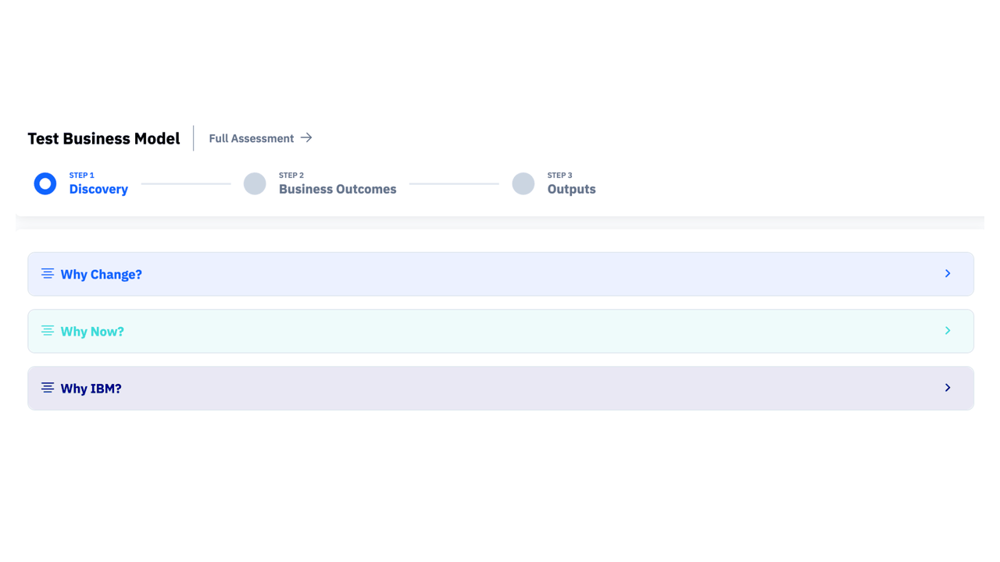 Test Business Model
Full Assessment
STEP 1
Discovery
STEP 2
Business Outcomes
STEP 3
Outputs
Why Change?
Why Now?
Why IBM?